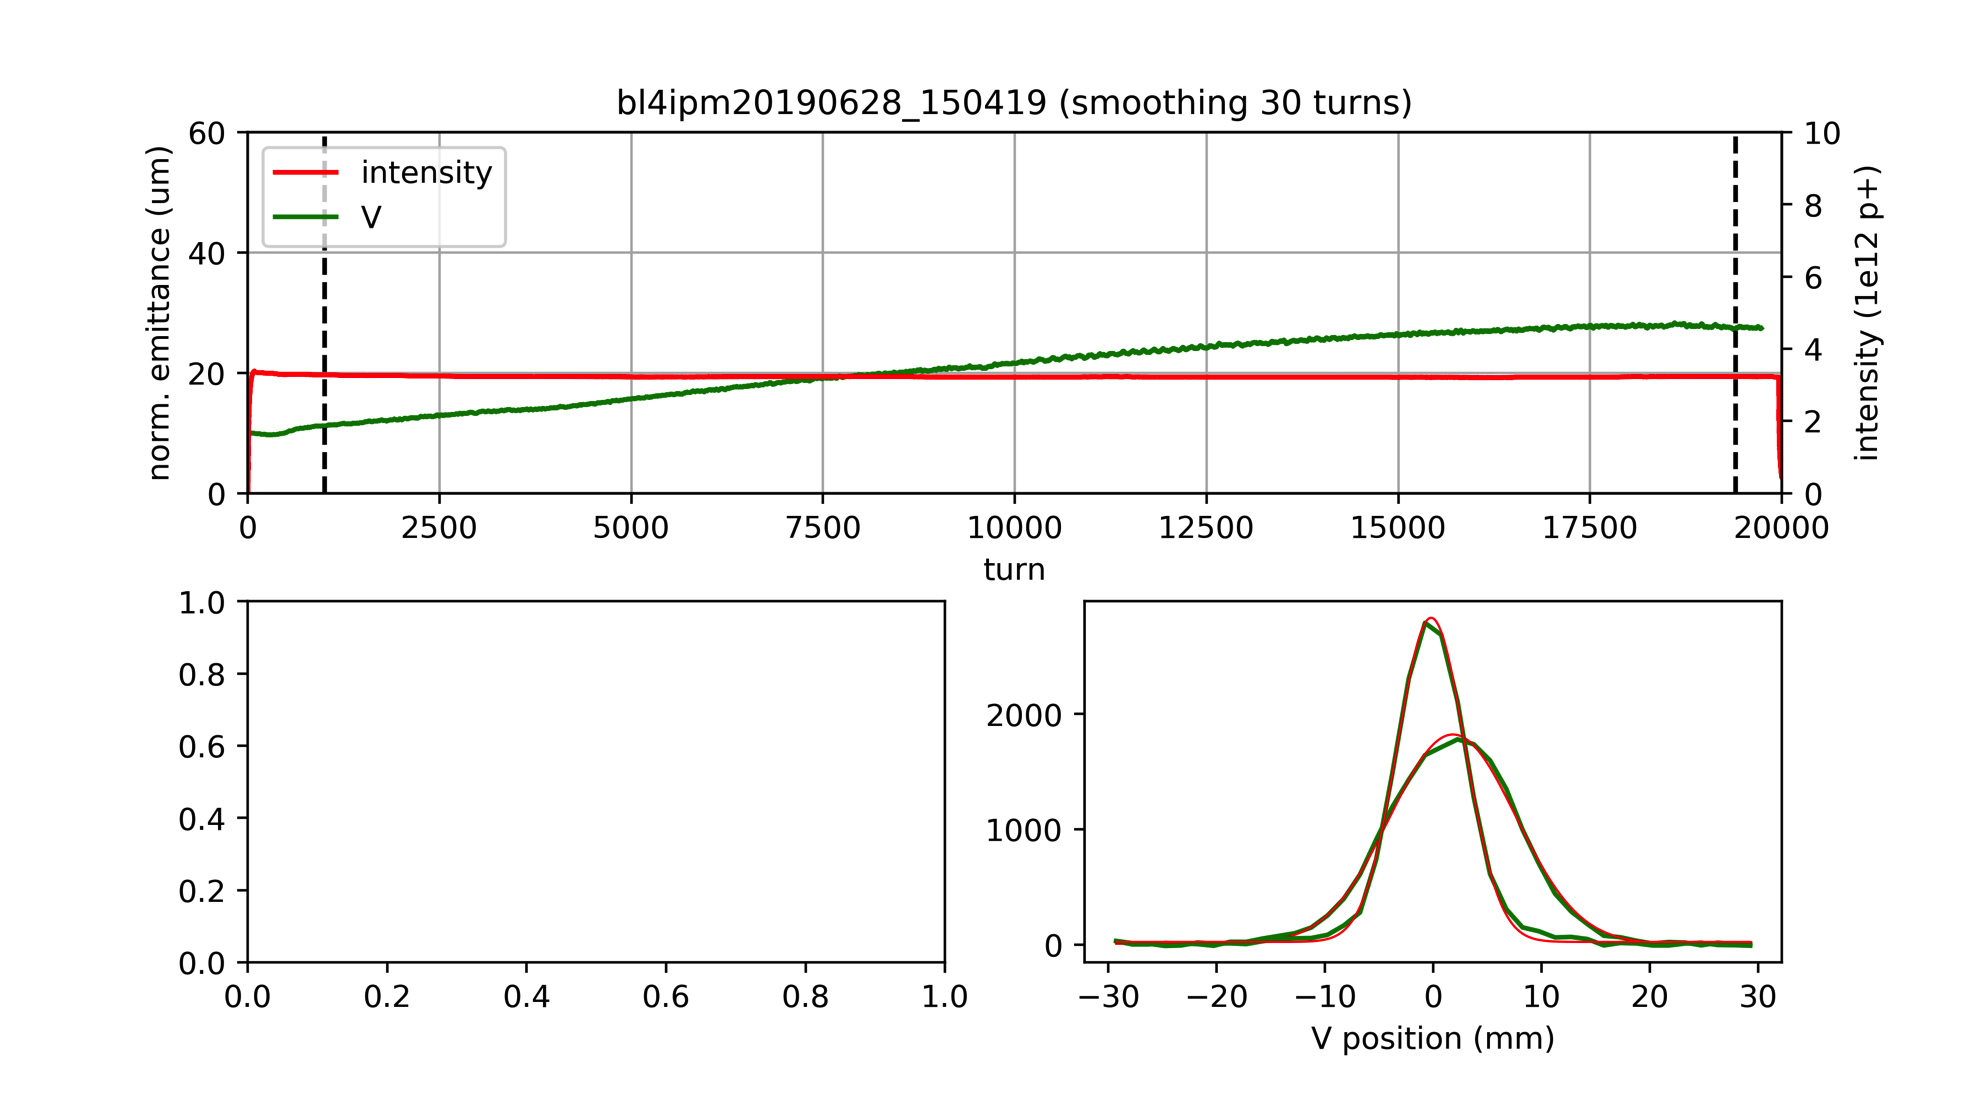 bl4ipm20190628_150419 (smoothing 30 turns)
norm. emittance (um)
60
40
20
0
intensity
V
10
8
6
4
2
0
intensity (1e12 p+)
0 2500 5000 7500 10000 12500 15000 17500 20000
turn
1.0
0.8
0.6
0.4
0.2
0.0
0.0 0.2 0.4 0.6 0.8 1.0
2000
1000
0
−30 −20 −10 0 10 20 30
V position (mm)